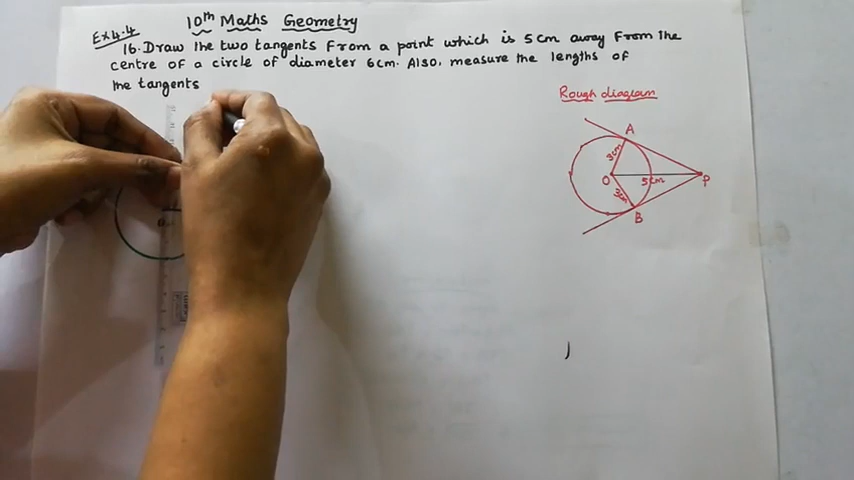 10th Maths Geometry
Ex 4.4
16. Draw the two tangents from a point which is 5cm away from the
centre of a circle of diameter 6cm. Also, measure the lengths of
the tangents
Rough diagram
A
3cm
O
5cm
P
3cm
B